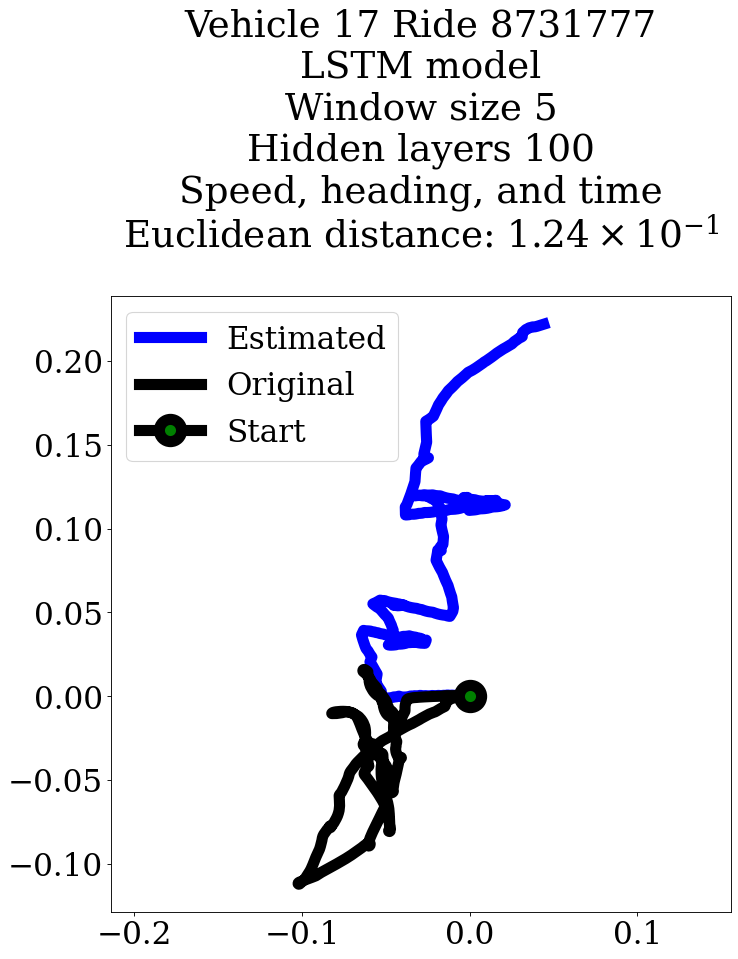 Vehicle 17 Ride 8731777
LSTM model
Window size 5
Hidden layers 100
Speed, heading, and time
Euclidean distance: 1.24 × 10⁻¹
Estimated
Original
Start
0.20
0.15
0.10
0.05
0.00
−0.05
−0.10
−0.2
−0.1
0.0
0.1